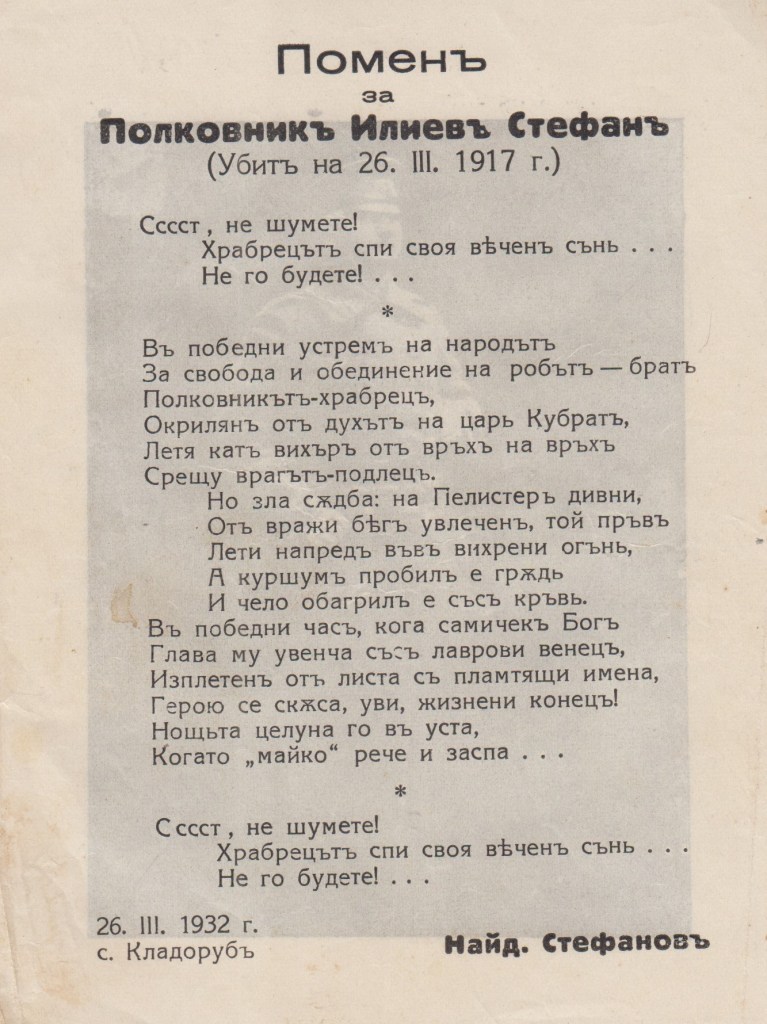 Поменъ
за
Полковникъ Илиевъ Стефанъ
(Убитъ на 26. III. 1917 г.)
Сссст, не шумете!
Храбрецътъ спи своя вѣченъ сънь . . .
Не го будете! . . .
*
Въ победни устремъ на народътъ
За свобода и обединение на робътъ — братъ
Полковникътъ-храбрецъ,
Окрилянъ отъ духътъ на царь Кубратъ,
Летя катъ вихъръ отъ връхъ на връхъ
Срещу врагътъ-подлецъ.
Но зла сѫдба: на Пелистеръ дивни,
Отъ вражи бѣгъ увлеченъ, той пръвъ
Лети напредъ във​ъ вихрени огънь,
А куршумъ пробилъ е грѫдь
И чело обагрилъ е съсъ кръвь.
Въ победни часъ, кога самичекъ Богъ
Глава му увенча съсъ лаврови венецъ,
Изплетенъ отъ листа съ пламтящи имена,
Герою се скѫса, уви, жизнени конецъ!
Нощьта целуна го въ уста,
Когато „майко“ рече и заспа . . .
*
Сссст, не шумете!
Храбрецътъ спи своя вѣченъ сънь . . .
Не го будете! . . .
26. III. 1932 г.
с. Кладорубъ
Найд. Стефановъ